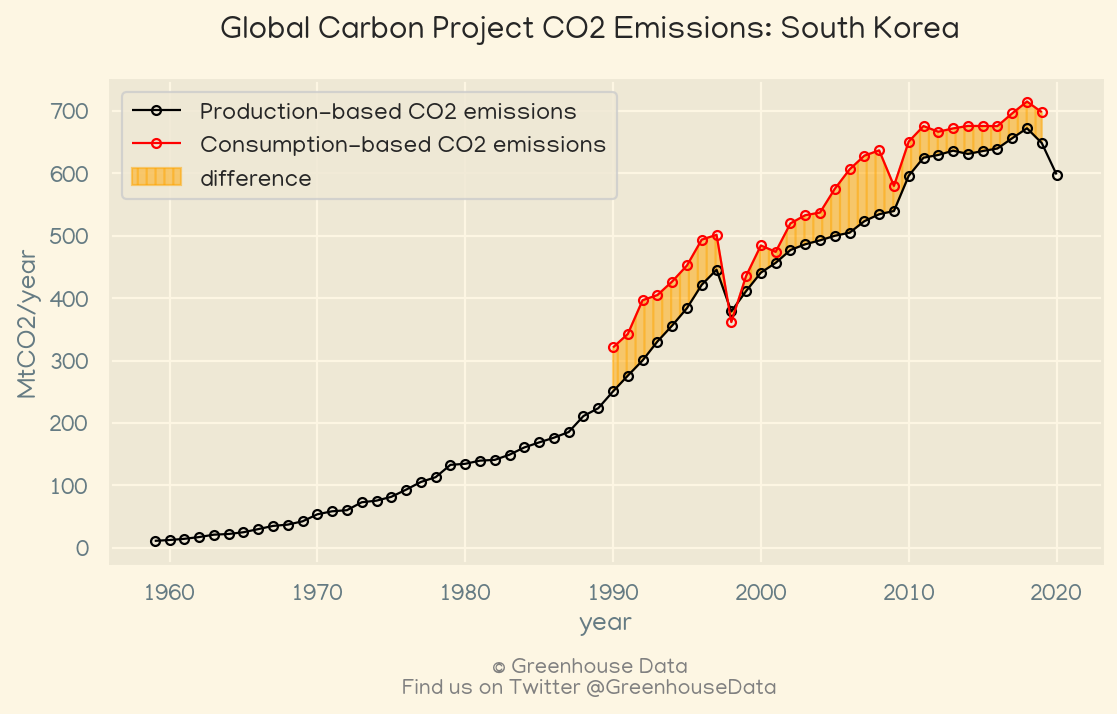 Global Carbon Project CO2 Emissions: South Korea
Production-based CO2 emissions
Consumption-based CO2 emissions
difference
MtCO2/year
700
600
500
400
300
200
100
0
1960 1970 1980 1990 2000 2010 2020
year
© Greenhouse Data
Find us on Twitter @GreenhouseData